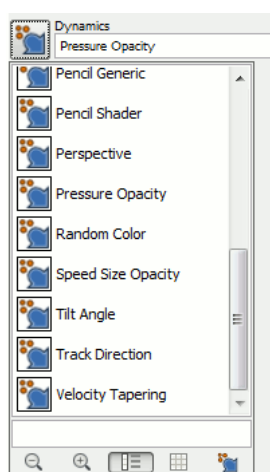 Dynamics
Pressure Opacity
Pencil Generic
Pencil Shader
Perspective
Pressure Opacity
Random Color
Speed Size Opacity
Tilt Angle
Track Direction
Velocity Tapering